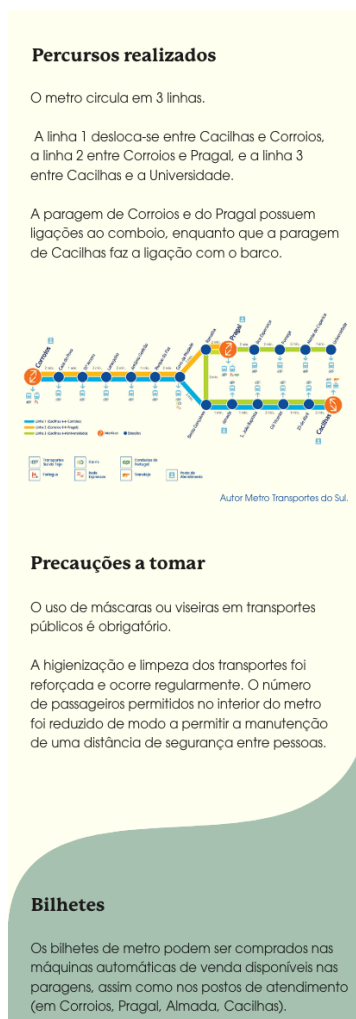 Percursos realizados
O metro circula em 3 linhas.
A linha 1 desloca-se entre Cacilhas e Corroios,
a linha 2 entre Corroios e Pragal, e a linha 3
entre Cacilhas e a Universidade.
A paragem de Corroios e do Pragal possuem
ligações ao comboio, enquanto que a paragem
de Cacilhas faz a ligação com o barco.
Corroios
Pragal
Universidade
Cacilhas
Autor Metro Transportes do Sul.
Precauções a tomar
O uso de máscaras ou viseiras em transportes
públicos é obrigatório.
A higienização e limpeza dos transportes foi
reforçada e ocorre regularmente. O número
de passageiros permitidos no interior do metro
foi reduzido de modo a permitir a manutenção
de uma distância de segurança entre pessoas.
Bilhetes
Os bilhetes de metro podem ser comprados nas
máquinas automáticas de venda disponíveis nas
paragens, assim como nos postos de atendimento
(em Corroios, Pragal, Almada, Cacilhas).